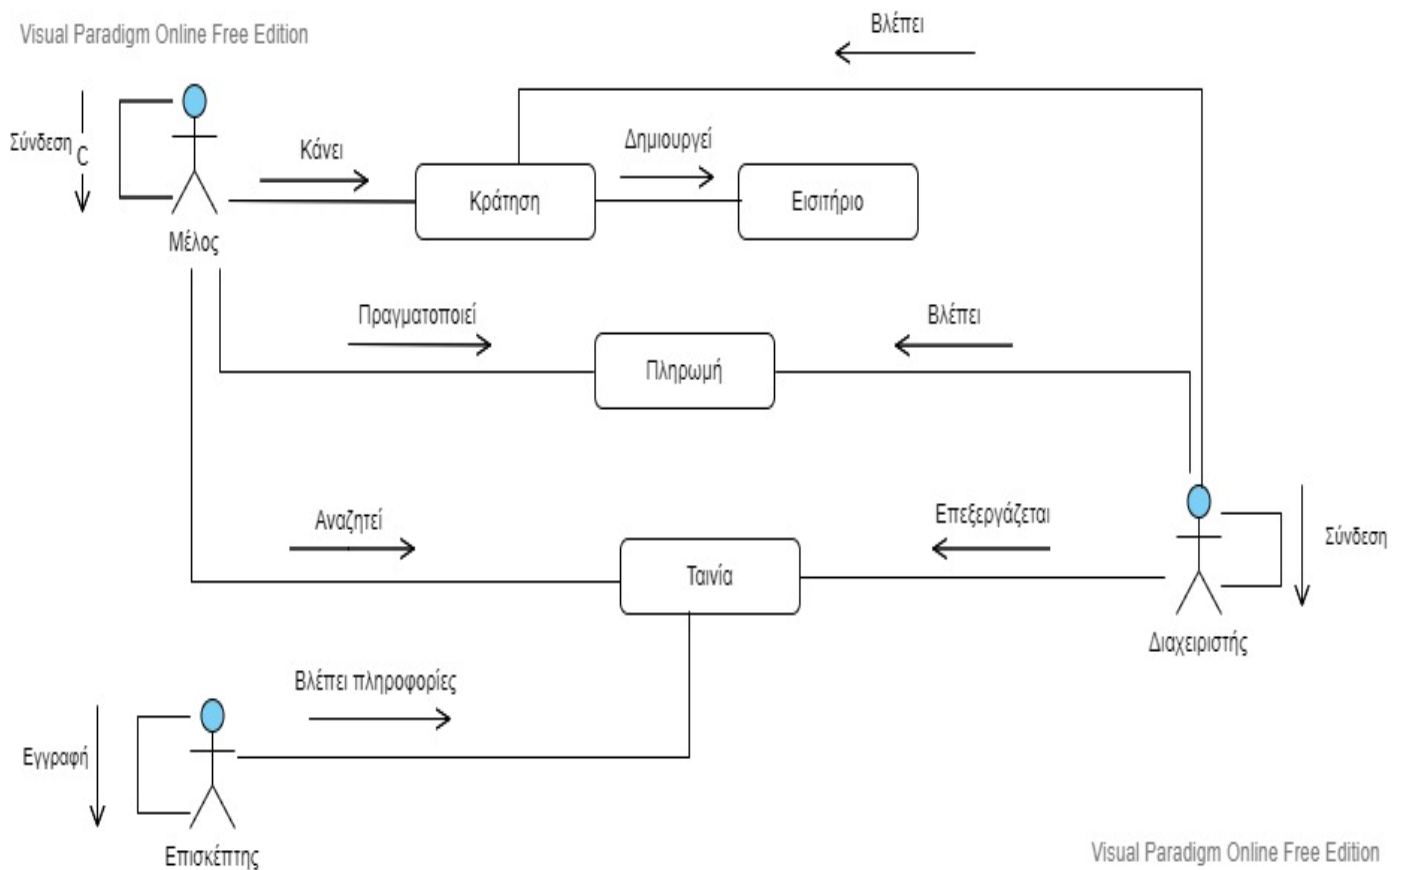 Visual Paradigm Online Free Edition
Βλέπει
Σύνδεση
C
Κάνει
Δημιουργεί
Κράτηση
Εισιτήριο
Μέλος
Πραγματοποιεί
Βλέπει
Πληρωμή
Αναζητεί
Επεξεργάζεται
Ταινία
Σύνδεση
Διαχειριστής
Βλέπει πληροφορίες
Εγγραφή
Επισκέπτης
Visual Paradigm Online Free Edition